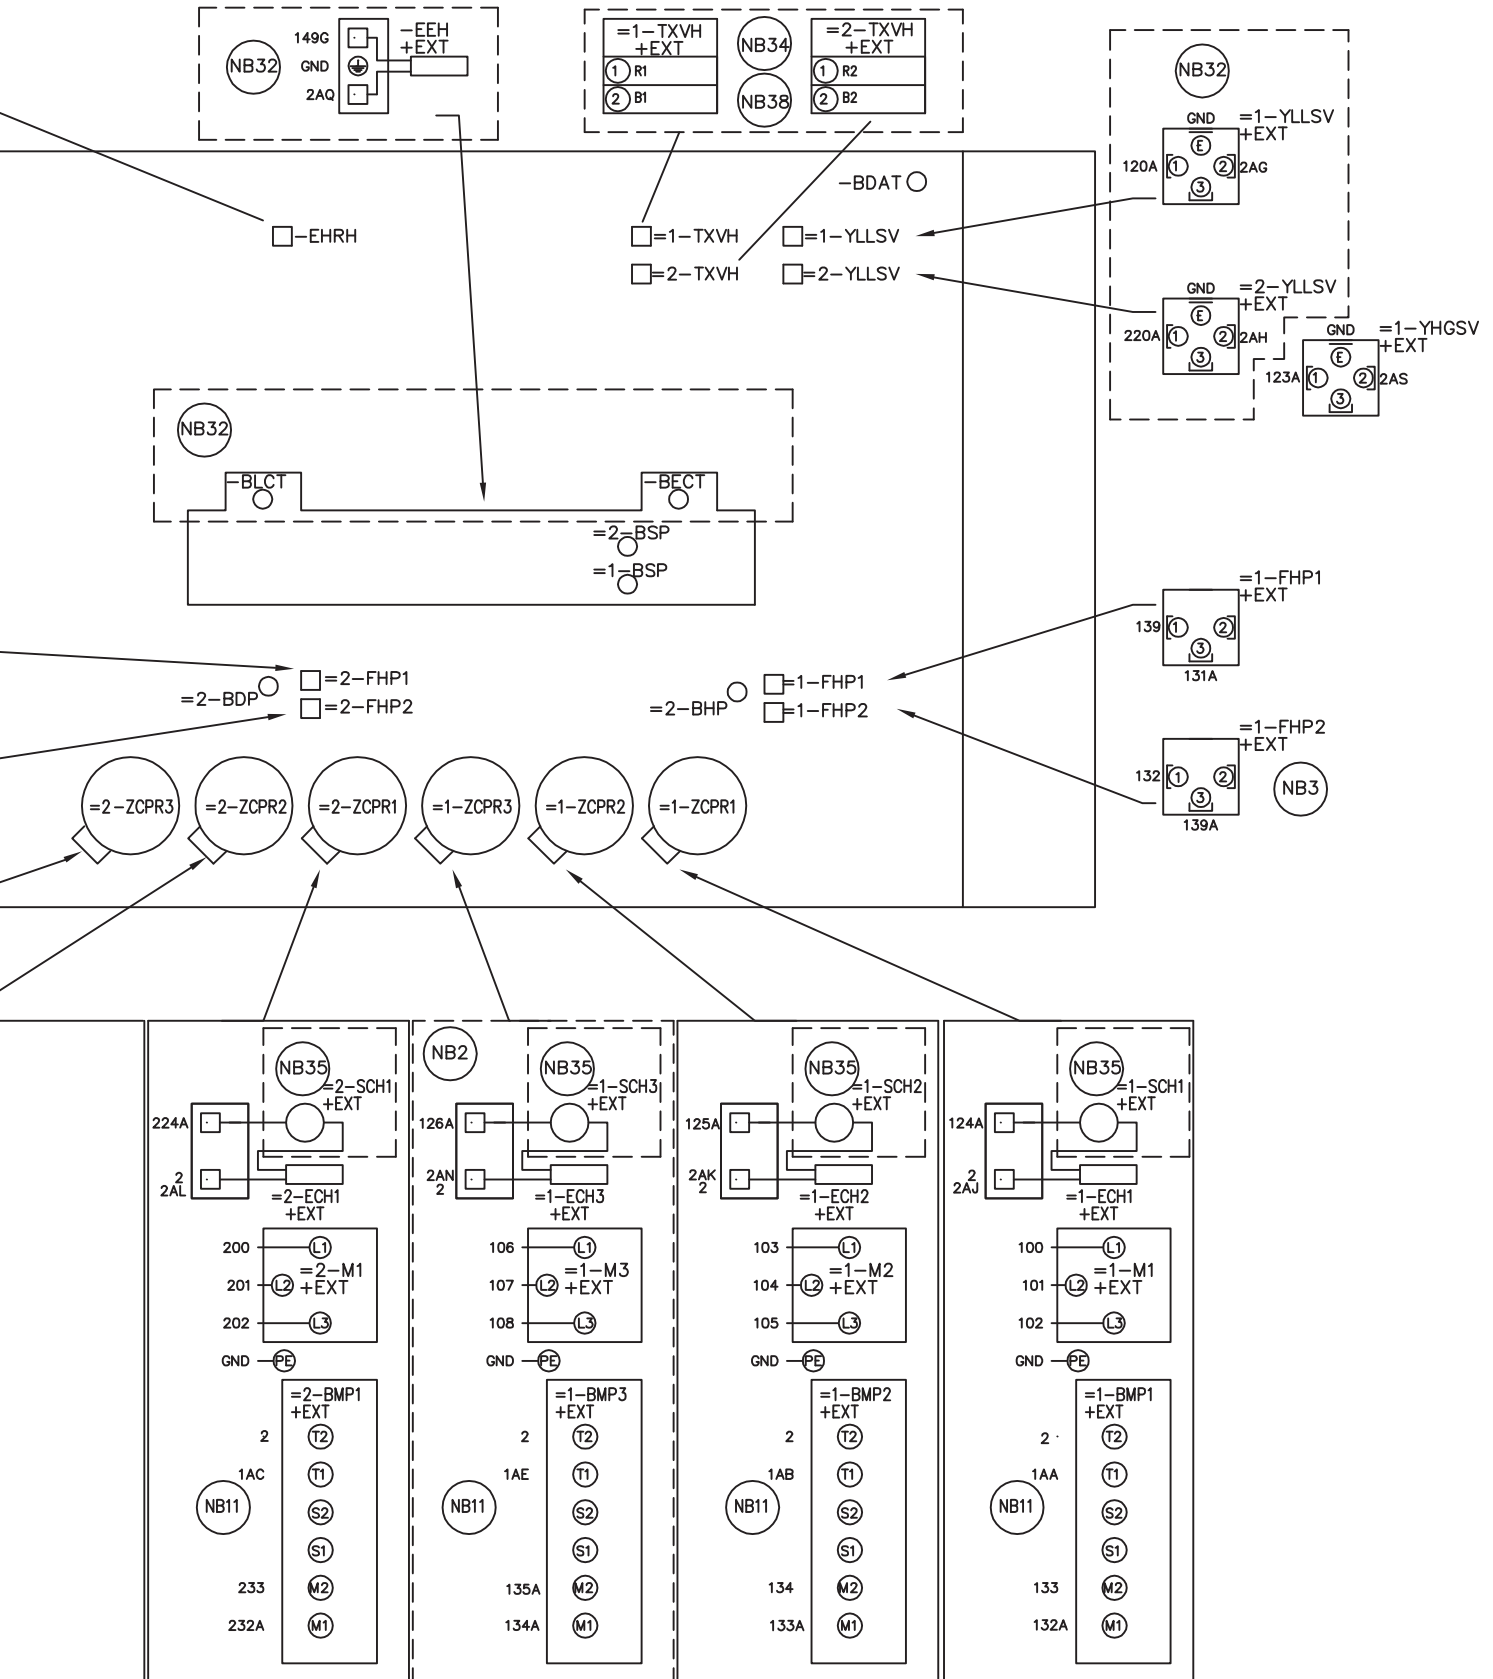 NB32
149G
GND
2AQ
-EEH
+EXT
=1-TXVH
+EXT
1 R1
2 B1
NB34
NB38
=2-TXVH
+EXT
1 R2
2 B2
NB32
GND
=1-YLLSV
+EXT
120A
E
1
2
3
2AG
GND
=2-YLLSV
+EXT
220A
E
1
2
3
2AH
GND
=1-YHGSV
+EXT
123A
E
1
2
3
2AS
-BDAT
-EHRH
=1-TXVH
=1-YLLSV
=2-TXVH
=2-YLLSV
NB32
-BLCT
-BECT
=2-BSP
=1-BSP
=1-FHP1
+EXT
139
1
2
3
131A
=2-BDP
=2-FHP1
=2-FHP2
=2-BHP
=1-FHP1
=1-FHP2
=1-FHP2
+EXT
132
1
2
3
139A
NB3
=2-ZCPR3
=2-ZCPR2
=2-ZCPR1
=1-ZCPR3
=1-ZCPR2
=1-ZCPR1
NB35
=2-SCH1
+EXT
224A
2
2AL
=2-ECH1
+EXT
200 L1
201 L2
202 L3
=2-M1
+EXT
GND PE
=2-BMP1
+EXT
2 T2
1AC T1
NB11
S2
S1
233 M2
232A M1
NB2
NB35
=1-SCH3
+EXT
126A
2AN
2
=1-ECH3
+EXT
106 L1
107 L2
108 L3
=1-M3
+EXT
GND PE
=1-BMP3
+EXT
2 T2
1AE T1
NB11
S2
S1
135A M2
134A M1
NB35
=1-SCH2
+EXT
125A
2AK
2
=1-ECH2
+EXT
103 L1
104 L2
105 L3
=1-M2
+EXT
GND PE
=1-BMP2
+EXT
2 T2
1AB T1
NB11
S2
S1
134 M2
133A M1
NB35
=1-SCH1
+EXT
124A
2
2AJ
=1-ECH1
+EXT
100 L1
101 L2
102 L3
=1-M1
+EXT
GND PE
=1-BMP1
+EXT
2 T2
1AA T1
NB11
S2
S1
133 M2
132A M1